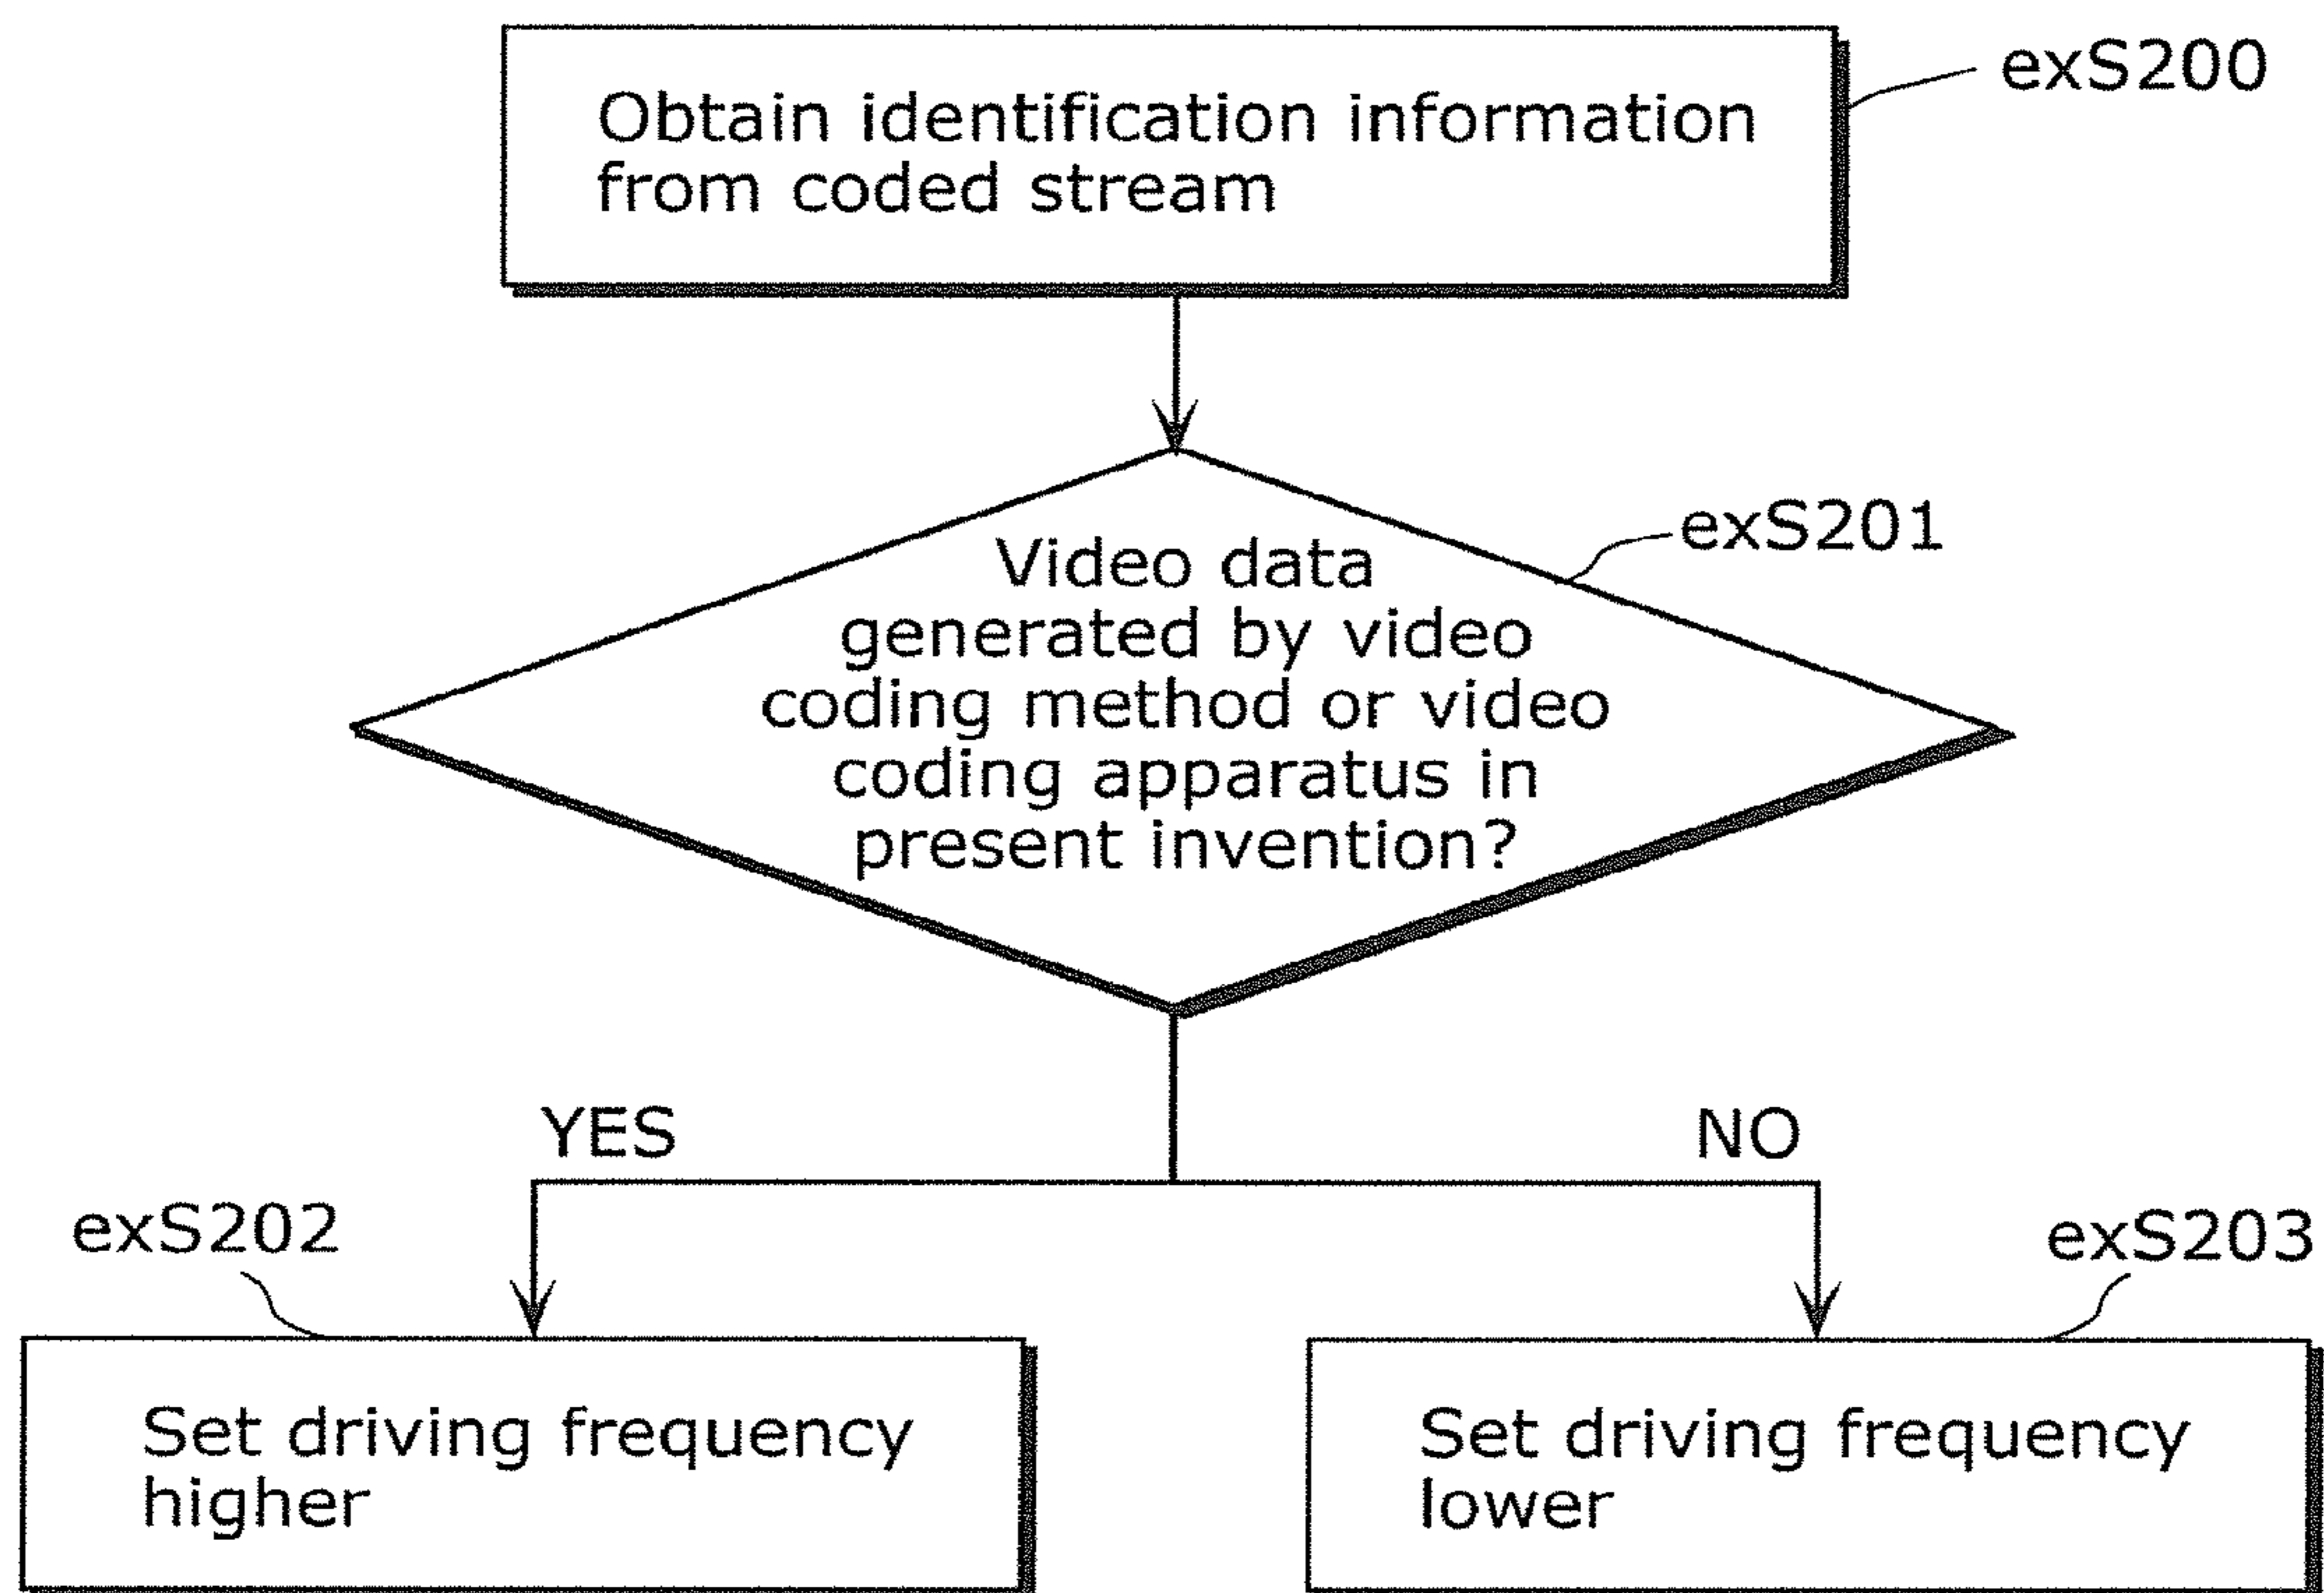 Obtain identification information
from coded stream
exS200
Video data
generated by video
coding method or video
coding apparatus in
present invention?
exS201
YES
NO
exS202
exS203
Set driving frequency
higher
Set driving frequency
lower